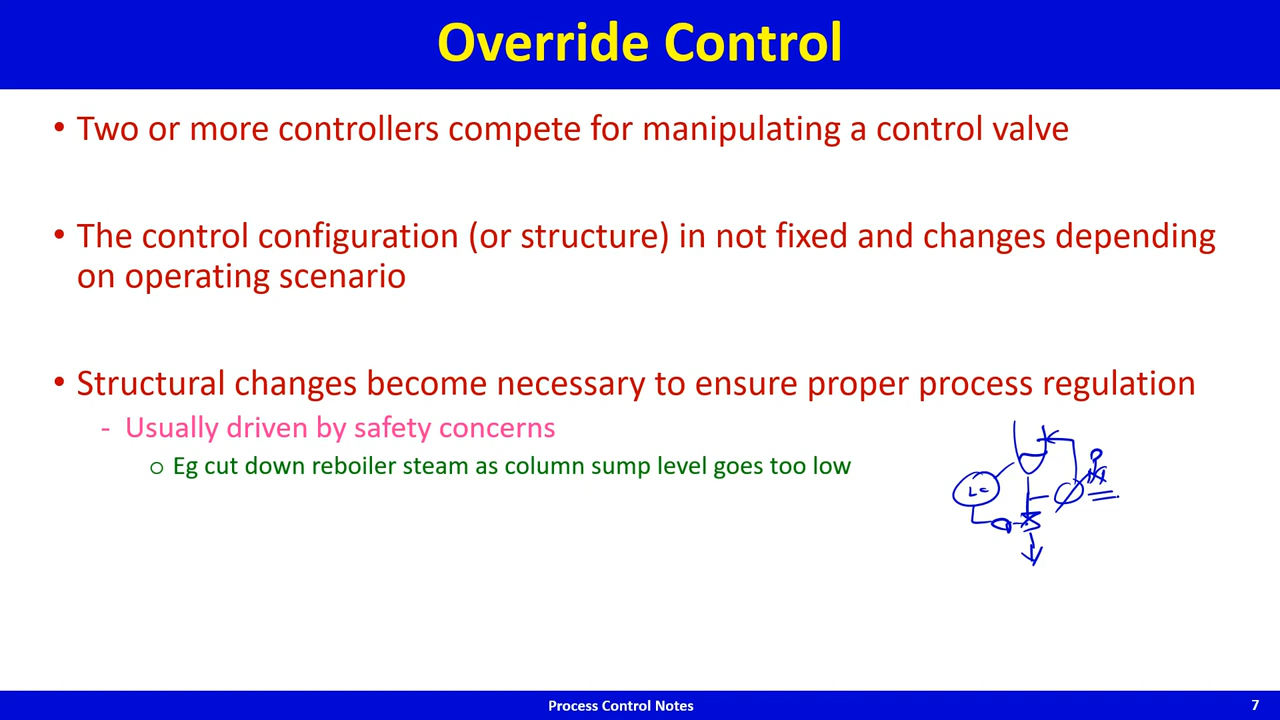 Override Control
• Two or more controllers compete for manipulating a control valve
• The control configuration (or structure) in not fixed and changes depending
on operating scenario
• Structural changes become necessary to ensure proper process regulation
- Usually driven by safety concerns
o Eg cut down reboiler steam as column sump level goes too low
LC
Process Control Notes
7